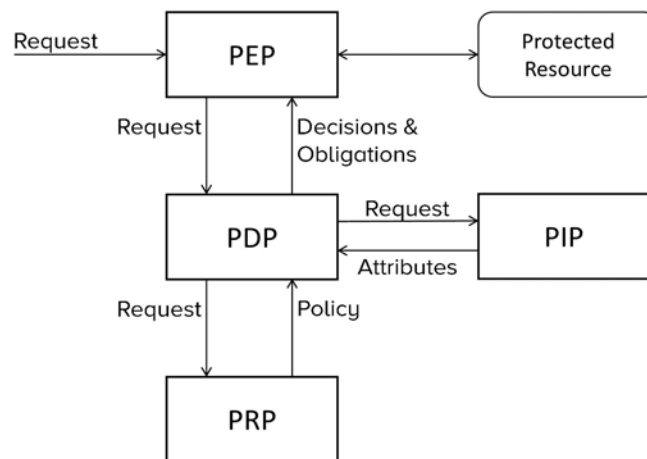 Request
PEP
Protected
Resource
Request
Decisions &
Obligations
PDP
Request
Attributes
PIP
Request
Policy
PRP